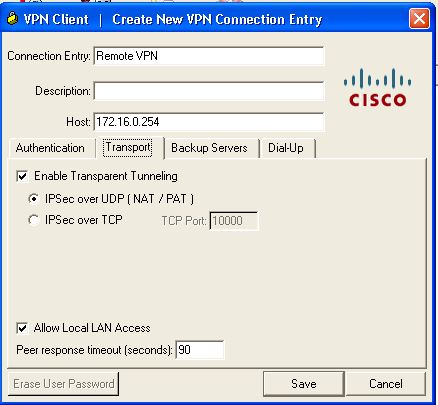 VPN Client | Create New VPN Connection Entry
Connection Entry: Remote VPN
Description:
Host: 172.16.0.254
CISCO
Authentication Transport Backup Servers Dial-Up
Enable Transparent Tunneling
IPSec over UDP ( NAT / PAT )
IPSec over TCP TCP Port: 10000
Allow Local LAN Access
Peer response timeout (seconds): 90
Erase User Password Save Cancel